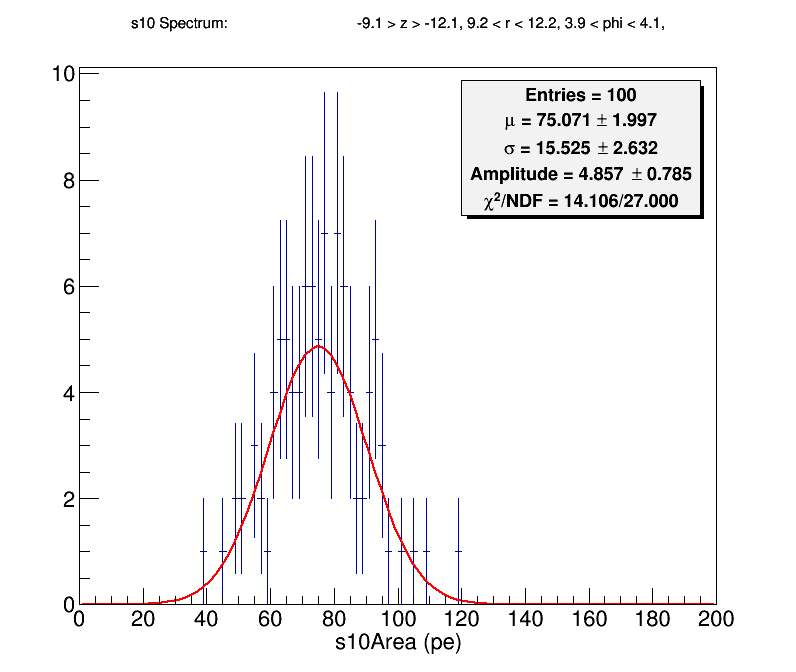 s10 Spectrum: -9.1 > z > -12.1, 9.2 < r < 12.2, 3.9 < phi < 4.1,
10
Entries = 100
μ = 75.071 ± 1.997
σ = 15.525 ± 2.632
Amplitude = 4.857 ± 0.785
χ²/NDF = 14.106/27.000
8
6
4
2
0
0 20 40 60 80 100 120 140 160 180 200
s10Area (pe)